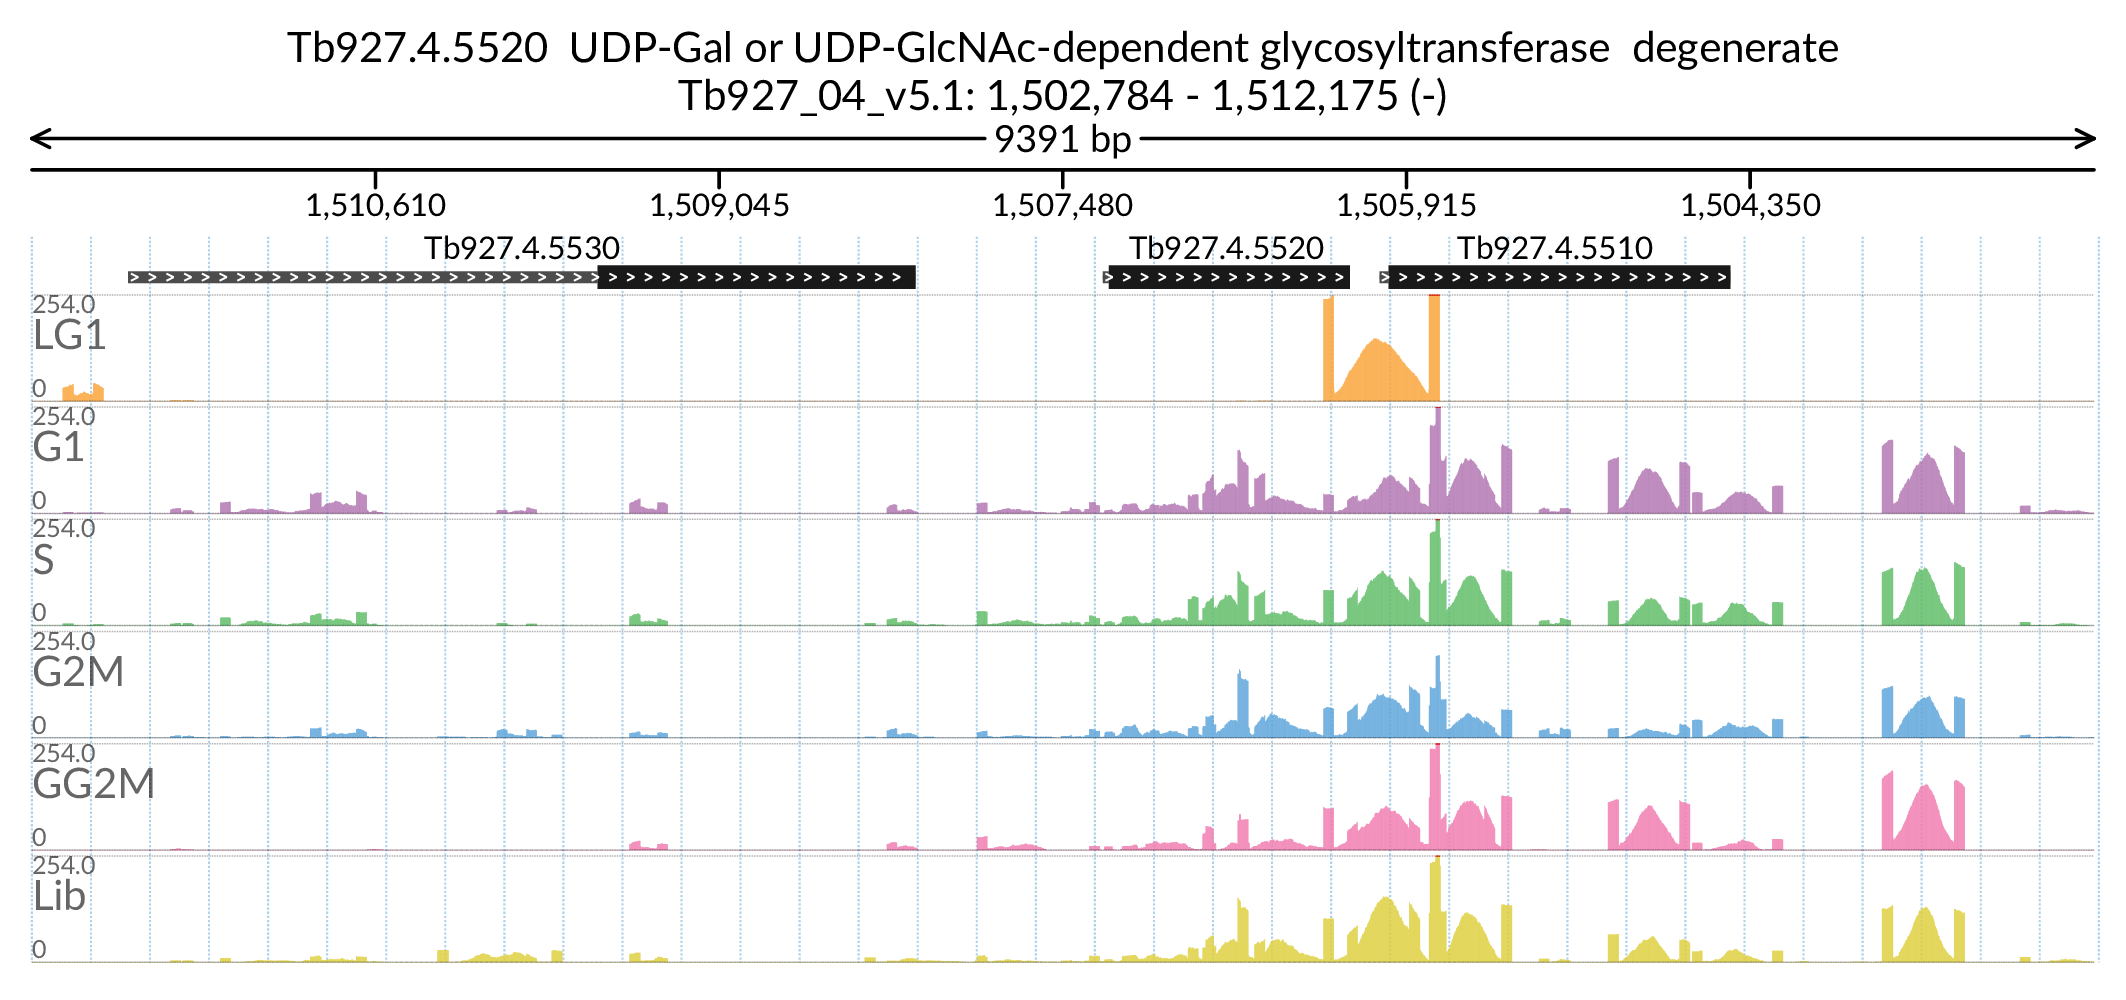 Tb927.4.5520  UDP-Gal or UDP-GlcNAc-dependent glycosyltransferase  degenerate
Tb927_04_v5.1: 1,502,784 - 1,512,175 (-)
9391 bp
1,510,610 1,509,045 1,507,480 1,505,915 1,504,350
Tb927.4.5530 Tb927.4.5520 Tb927.4.5510
254.0
LG1
0
254.0
G1
0
254.0
S
0
254.0
G2M
0
254.0
GG2M
0
254.0
Lib
0